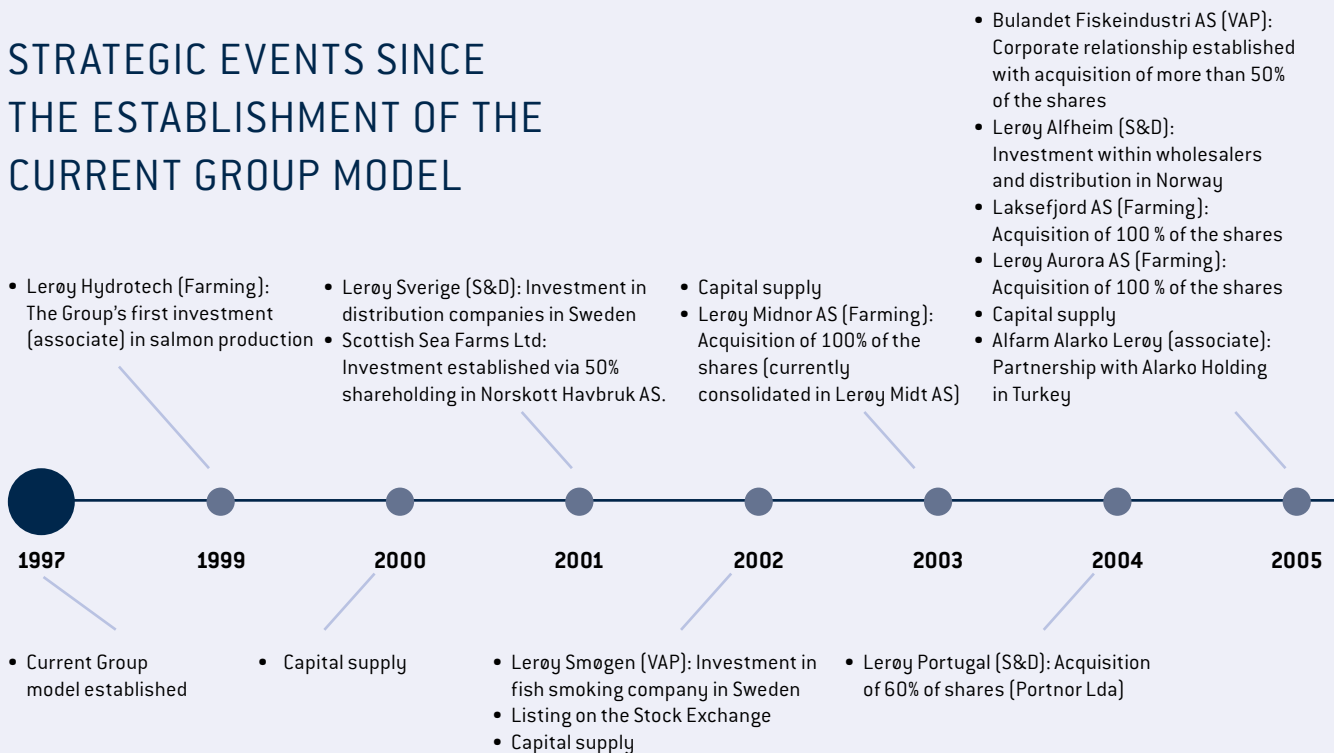 STRATEGIC EVENTS SINCE
THE ESTABLISHMENT OF THE
CURRENT GROUP MODEL
• Lerøy Hydrotech (Farming):
The Group's first investment
(associate) in salmon production
• Lerøy Sverige (S&D): Investment in
distribution companies in Sweden
• Scottish Sea Farms Ltd:
Investment established via 50%
shareholding in Norskott Havbruk AS.
• Capital supply
• Lerøy Midnor AS (Farming):
Acquisition of 100% of the
shares (currently
consolidated in Lerøy Midt AS)
• Bulandet Fiskeindustri AS (VAP):
Corporate relationship established
with acquisition of more than 50%
of the shares
• Lerøy Alfheim (S&D):
Investment within wholesalers
and distribution in Norway
• Laksefjord AS (Farming):
Acquisition of 100 % of the shares
• Lerøy Aurora AS (Farming):
Acquisition of 100 % of the shares
• Capital supply
• Alfarm Alarko Lerøy (associate):
Partnership with Alarko Holding
in Turkey
1997 1999 2000 2001 2002 2003 2004 2005
• Current Group
model established
• Capital supply
• Lerøy Smøgen (VAP): Investment in
fish smoking company in Sweden
• Listing on the Stock Exchange
• Capital supply
• Lerøy Portugal (S&D): Acquisition
of 60% of shares (Portnor Lda)